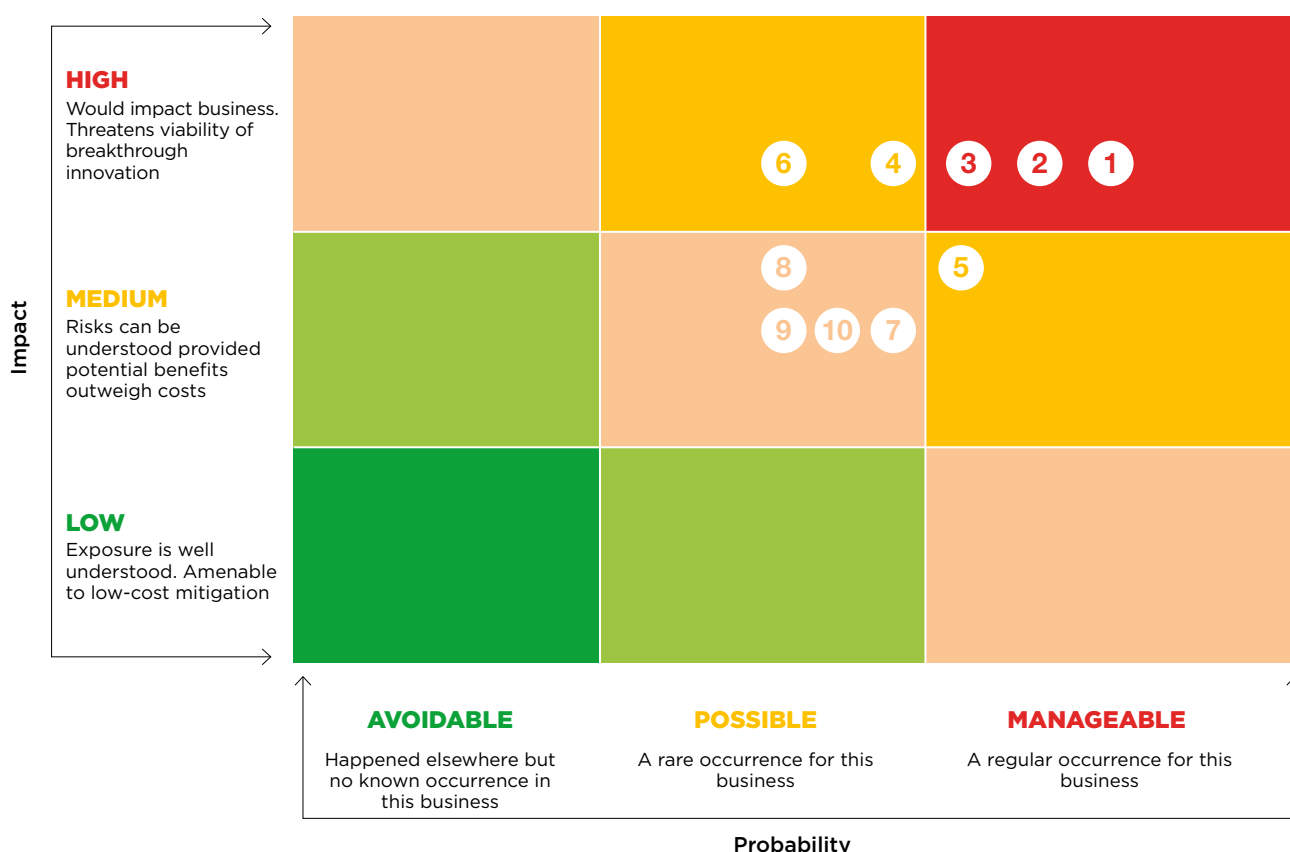 HIGH
Would impact business.
Threatens viability of
breakthrough
innovation
6
4
3
2
1
Impact
MEDIUM
Risks can be
understood provided
potential benefits
outweigh costs
8
5
9
10
7
LOW
Exposure is well
understood. Amenable
to low-cost mitigation
AVOIDABLE
Happened elsewhere but
no known occurrence in
this business
POSSIBLE
A rare occurrence for this
business
MANAGEABLE
A regular occurrence for this
business
Probability